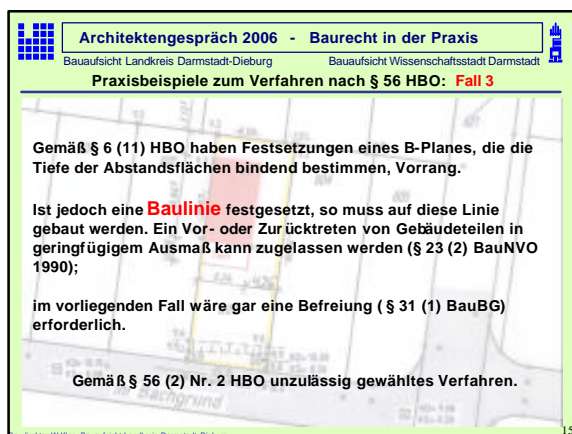 Architektengespräch 2006 - Baurecht in der Praxis
Bauaufsicht Landkreis Darmstadt-Dieburg Bauaufsicht Wissenschaftsstadt Darmstadt
Praxisbeispiele zum Verfahren nach § 56 HBO: Fall 3
Gemäß § 6 (11) HBO haben Festsetzungen eines B-Planes, die die
Tiefe der Abstandsflächen bindend bestimmen, Vorrang.
Ist jedoch eine Baulinie festgesetzt, so muss auf diese Linie
gebaut werden. Ein Vor- oder Zurücktreten von Gebäudeteilen in
geringfügigem Ausmaß kann zugelassen werden (§ 23 (2) BauNVO
1990);
im vorliegenden Fall wäre gar eine Befreiung ( § 31 (1) BauBG)
erforderlich.
Gemäß § 56 (2) Nr. 2 HBO unzulässig gewähltes Verfahren.
Bachgrund
15